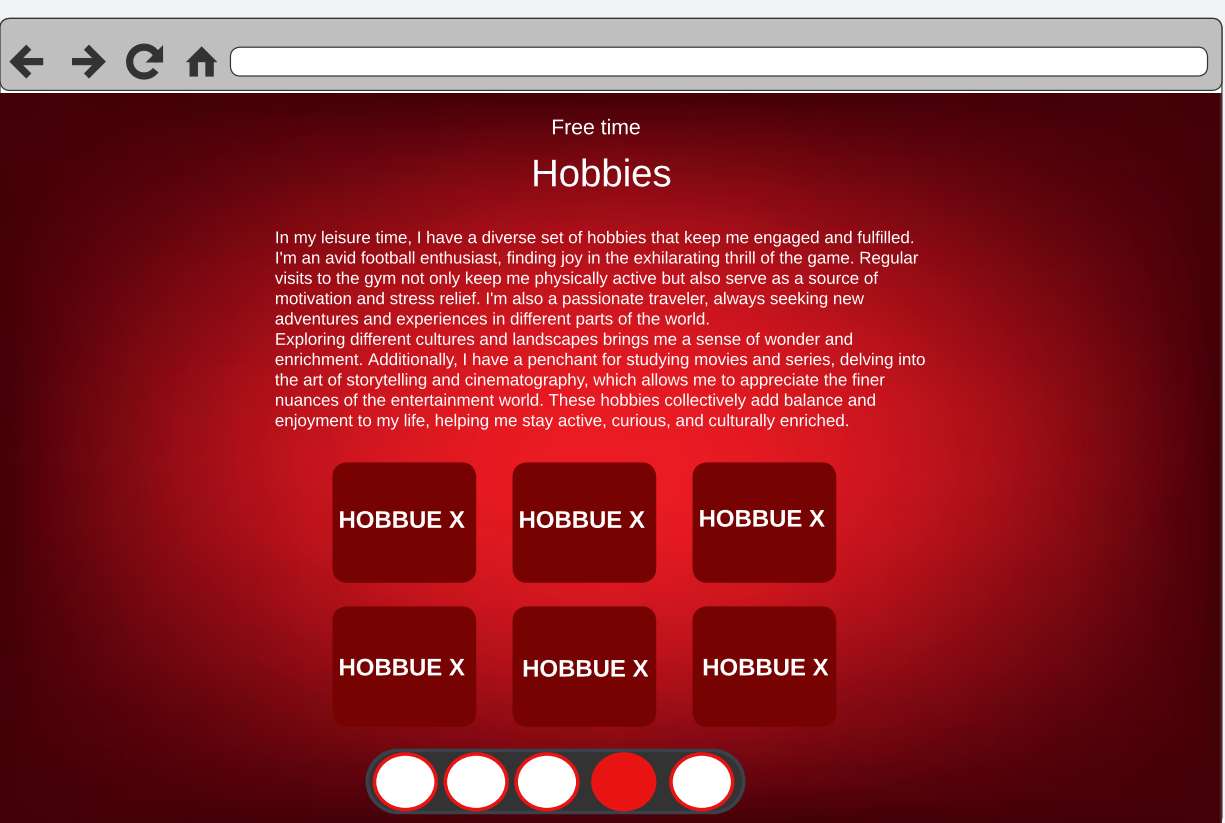 Free time
Hobbies
In my leisure time, I have a diverse set of hobbies that keep me engaged and fulfilled.
I'm an avid football enthusiast, finding joy in the exhilarating thrill of the game. Regular
visits to the gym not only keep me physically active but also serve as a source of
motivation and stress relief. I'm also a passionate traveler, always seeking new
adventures and experiences in different parts of the world.
Exploring different cultures and landscapes brings me a sense of wonder and
enrichment. Additionally, I have a penchant for studying movies and series, delving into
the art of storytelling and cinematography, which allows me to appreciate the finer
nuances of the entertainment world. These hobbies collectively add balance and
enjoyment to my life, helping me stay active, curious, and culturally enriched.
HOBBUE X
HOBBUE X
HOBBUE X
HOBBUE X
HOBBUE X
HOBBUE X